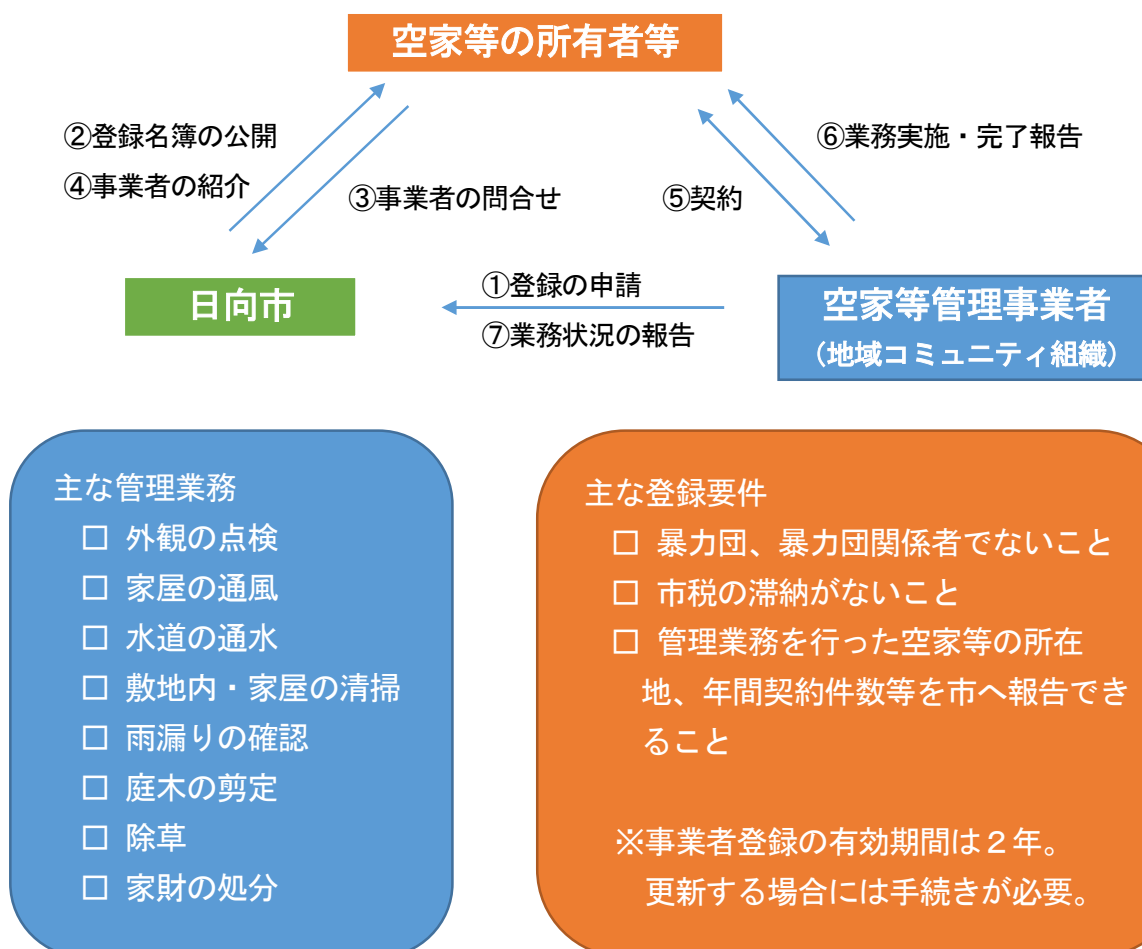 空家等の所有者等
②登録名簿の公開
④事業者の紹介
③事業者の問合せ
⑤契約
⑥業務実施・完了報告
日向市
①登録の申請
⑦業務状況の報告
空家等管理事業者
（地域コミュニティ組織）
主な管理業務
□ 外観の点検
□ 家屋の通風
□ 水道の通水
□ 敷地内・家屋の清掃
□ 雨漏りの確認
□ 庭木の剪定
□ 除草
□ 家財の処分
主な登録要件
□ 暴力団、暴力団関係者でないこと
□ 市税の滞納がないこと
□ 管理業務を行った空家等の所在
地、年間契約件数等を市へ報告でき
ること
※事業者登録の有効期間は２年。
更新する場合には手続きが必要。